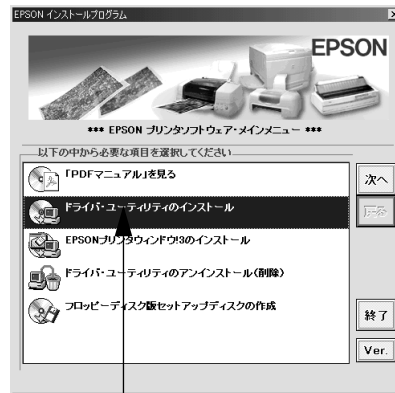 EPSON インストールプログラム
EPSON
*** EPSON プリンタソフトウェア・メインメニュー ***
以下の中から必要な項目を選択してください
「PDFマニュアル」を見る
ドライバ・ユーティリティのインストール
EPSONプリンタウィンドウ!3のインストール
ドライバ・ユーティリティのアンインストール(削除)
フロッピーディスク版セットアップディスクの作成
次へ
戻る
終了
Ver.